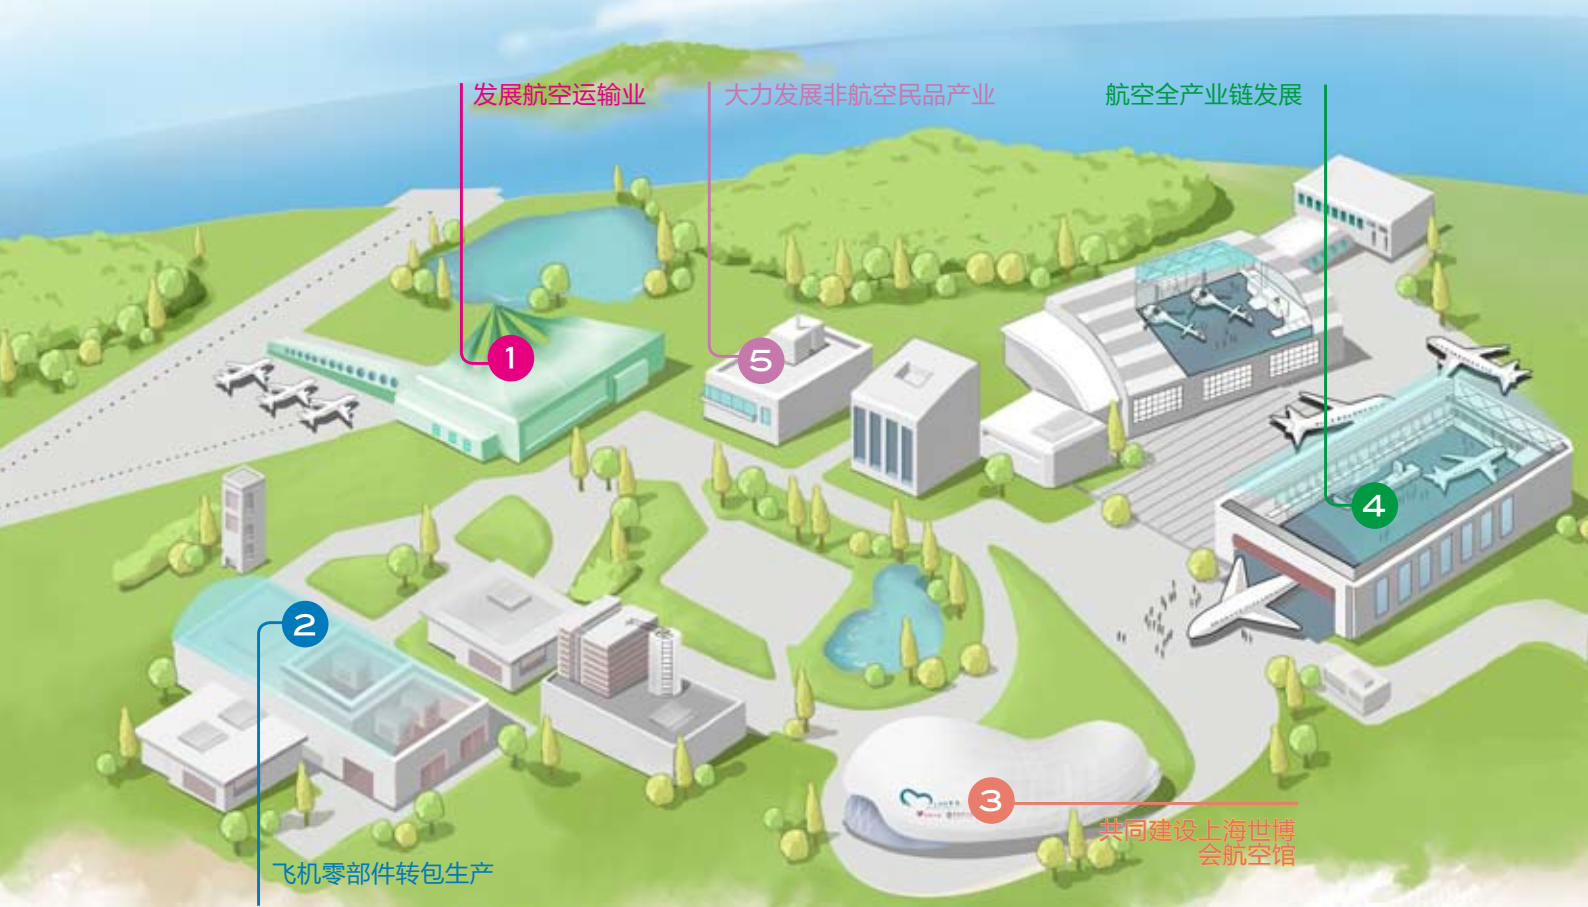 发展航空运输业
大力发展非航空民品产业
航空全产业链发展
1
5
4
2
3
共同建设上海世博
会航空馆
飞机零部件转包生产